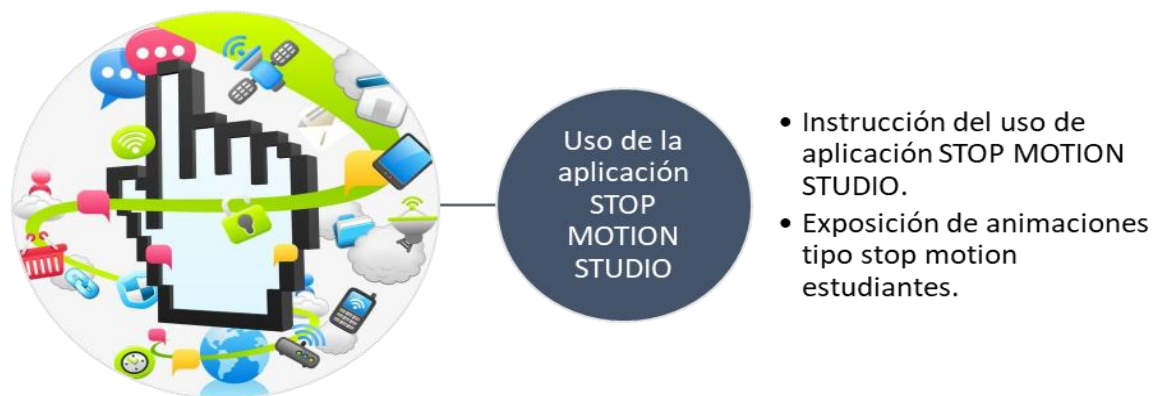 Uso de la
aplicación
STOP
MOTION
STUDIO
• Instrucción del uso de
aplicación STOP MOTION
STUDIO.
• Exposición de animaciones
tipo stop motion
estudiantes.